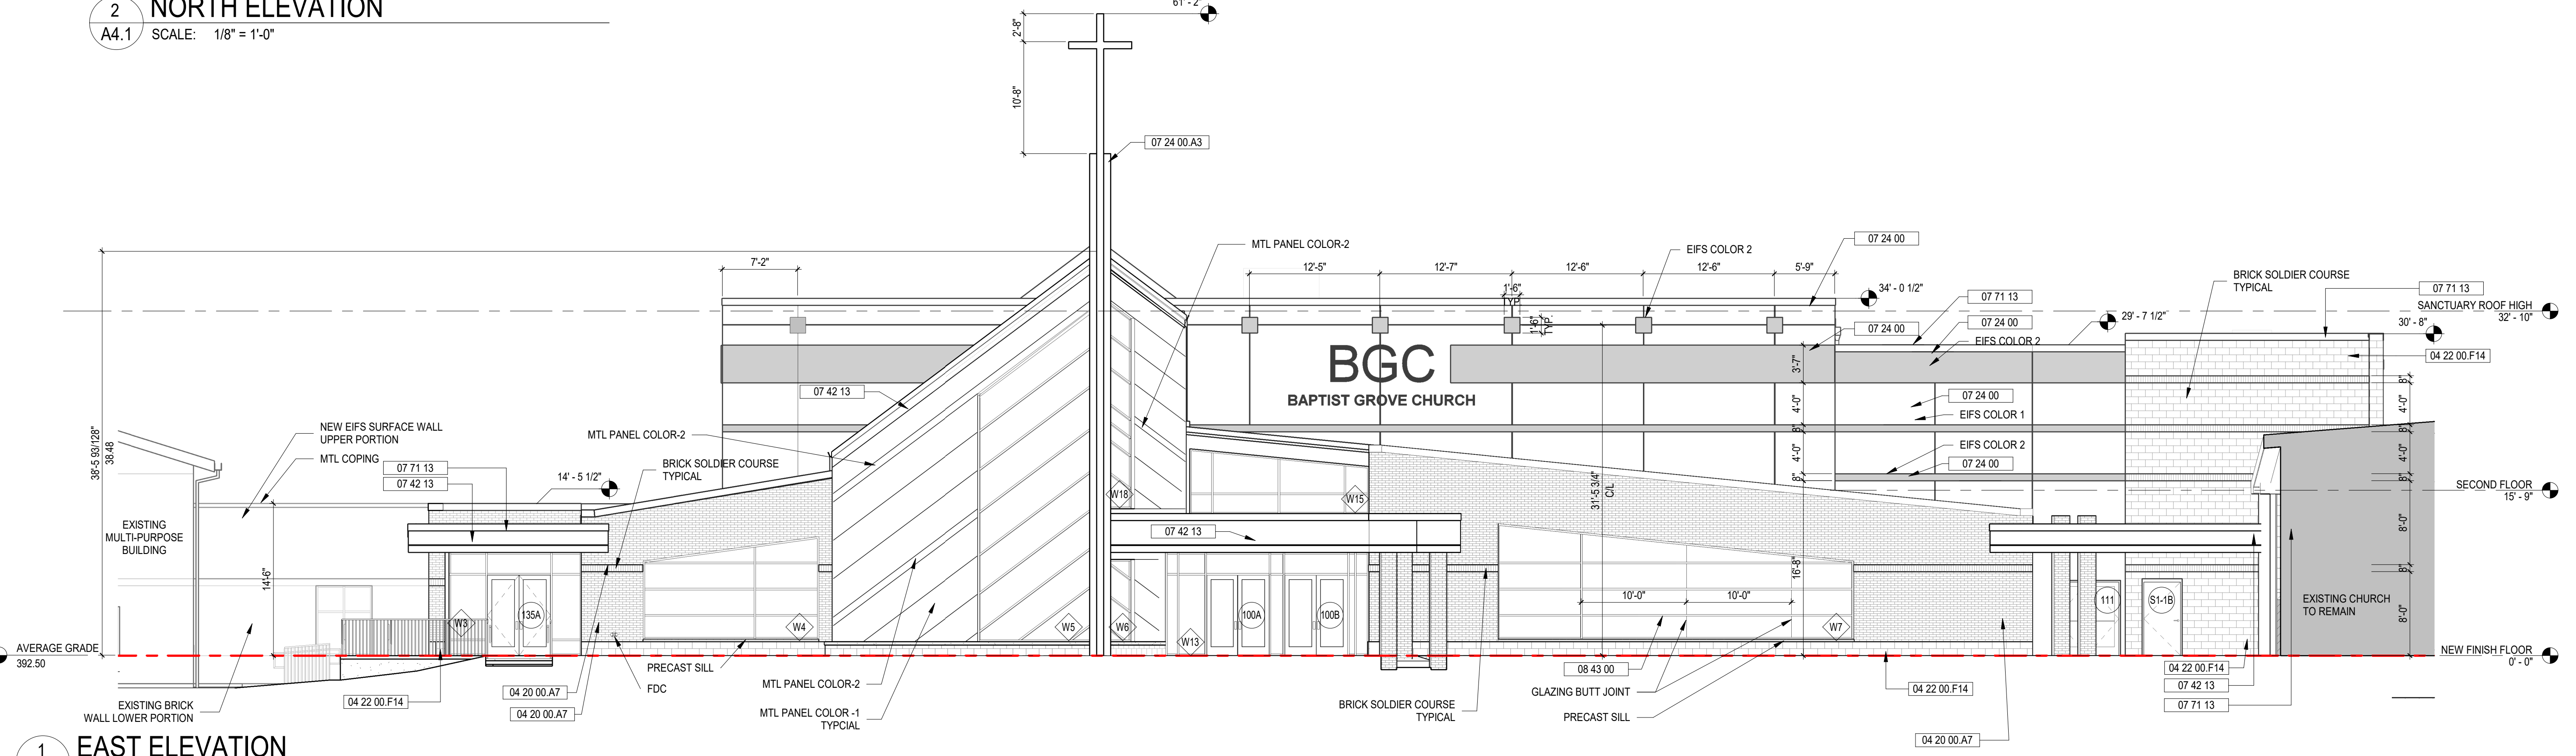 2
NORTH ELEVATION
A4.1
SCALE: 1/8" = 1'-0"
61' - 2"
2'-8"
10'-8"
07 24 00.A3
MTL PANEL COLOR-2
EIFS COLOR 2
07 24 00
7'-2"
12'-5"
12'-7"
12'-6"
12'-6"
5'-9"
1'-6"
TYP.
1'-6"
TYP.
34' - 0 1/2"
07 71 13
07 24 00
07 24 00
EIFS COLOR 2
29' - 7 1/2"
BRICK SOLDIER COURSE
TYPICAL
07 71 13
SANCTUARY ROOF HIGH
32' - 10"
30' - 8"
04 22 00.F14
BGC
BAPTIST GROVE CHURCH
3'-7"
07 42 13
07 24 00
EIFS COLOR 1
EIFS COLOR 2
07 24 00
4'-0"
8"
4'-0"
8"
16'-8"
31'-5 3/4"
C/L
8"
4'-0"
8"
4'-0"
8"
8'-0"
8"
8'-0"
38'-5 93/128"
38.48
NEW EIFS SURFACE WALL
UPPER PORTION
MTL COPING
07 71 13
07 42 13
14' - 5 1/2"
MTL PANEL COLOR-2
BRICK SOLDIER COURSE
TYPICAL
EXISTING
MULTI-PURPOSE
BUILDING
14'-6"
W18
W15
07 42 13
SECOND FLOOR
15' - 9"
10'-0"
10'-0"
W3
135A
W4
W5
W6
W13
100A
100B
W7
111
S1-1B
EXISTING CHURCH
TO REMAIN
AVERAGE GRADE
392.50
NEW FINISH FLOOR
0' - 0"
PRECAST SILL
FDC
MTL PANEL COLOR-2
MTL PANEL COLOR -1
TYPCIAL
04 20 00.A7
04 20 00.A7
04 22 00.F14
EXISTING BRICK
WALL LOWER PORTION
08 43 00
GLAZING BUTT JOINT
BRICK SOLDIER COURSE
TYPICAL
PRECAST SILL
04 22 00.F14
04 20 00.A7
04 22 00.F14
07 42 13
07 71 13
1
EAST ELEVATION